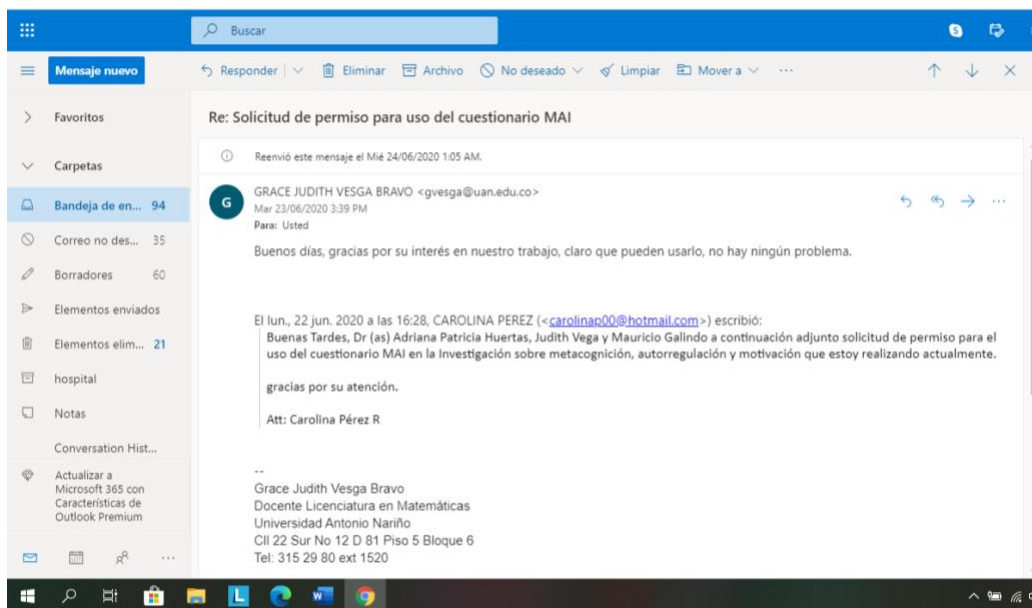 Buscar
Mensaje nuevo
Responder
Eliminar
Archivo
No deseado
Limpiar
Mover a
Favoritos
Re: Solicitud de permiso para uso del cuestionario MAI
Carpetas
Reenvió este mensaje el Mié 24/06/2020 1:05 AM.
Bandeja de en... 94
Correo no des... 35
Borradores 60
Elementos enviados
Elementos elim... 21
hospital
Notas
Conversation Hist...
Actualizar a
Microsoft 365 con
Características de
Outlook Premium
G
GRACE JUDITH VESGA BRAVO <gvesga@uan.edu.co>
Mar 23/06/2020 3:39 PM
Para: Usted
Buenos días, gracias por su interés en nuestro trabajo, claro que pueden usarlo, no hay ningún problema.
El lun., 22 jun. 2020 a las 16:28, CAROLINA PEREZ (<carolinap00@hotmail.com>) escribió:
Buenas Tardes, Dr (as) Adriana Patricia Huertas, Judith Vega y Mauricio Galindo a continuación adjunto solicitud de permiso para el
uso del cuestionario MAI en la Investigación sobre metacognición, autorregulación y motivación que estoy realizando actualmente.
gracias por su atención.
Att: Carolina Pérez R
--
Grace Judith Vesga Bravo
Docente Licenciatura en Matemáticas
Universidad Antonio Nariño
Cll 22 Sur No 12 D 81 Piso 5 Bloque 6
Tel: 315 29 80 ext 1520